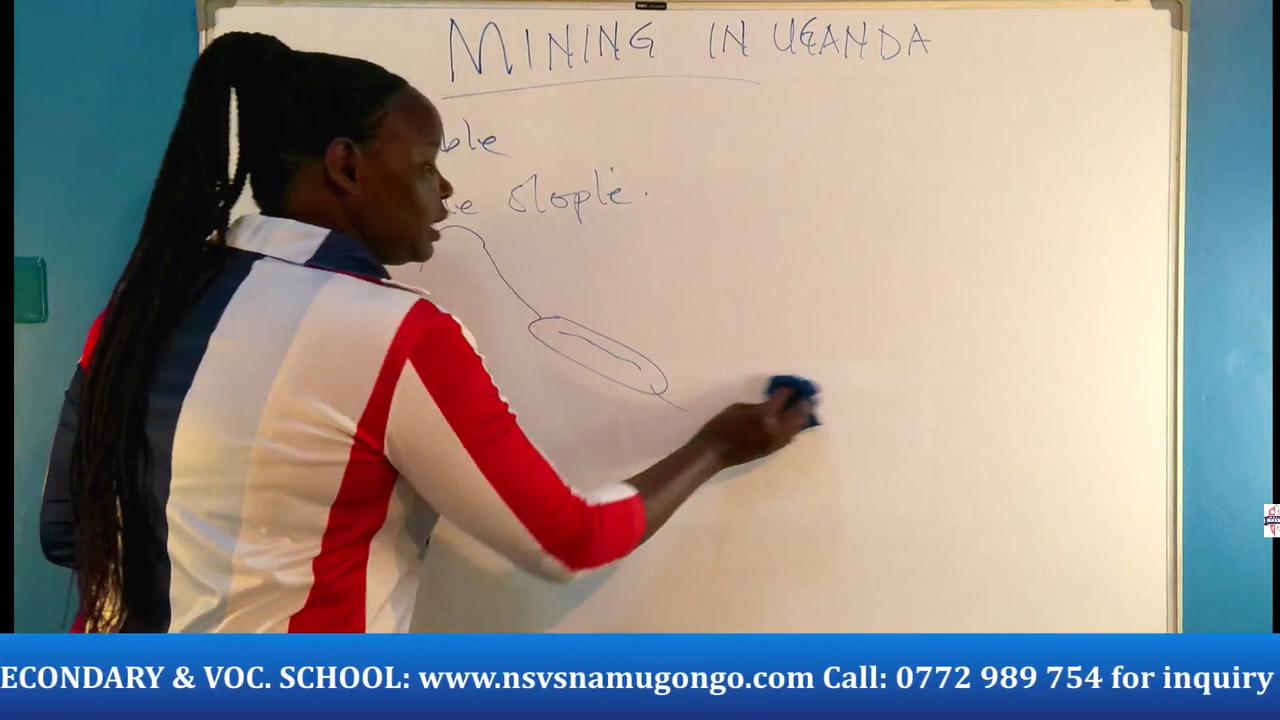 MINING IN UGANDA
ble
e slople.
ECONDARY & VOC. SCHOOL: www.nsvsnamugongo.com Call: 0772 989 754 for inquiry